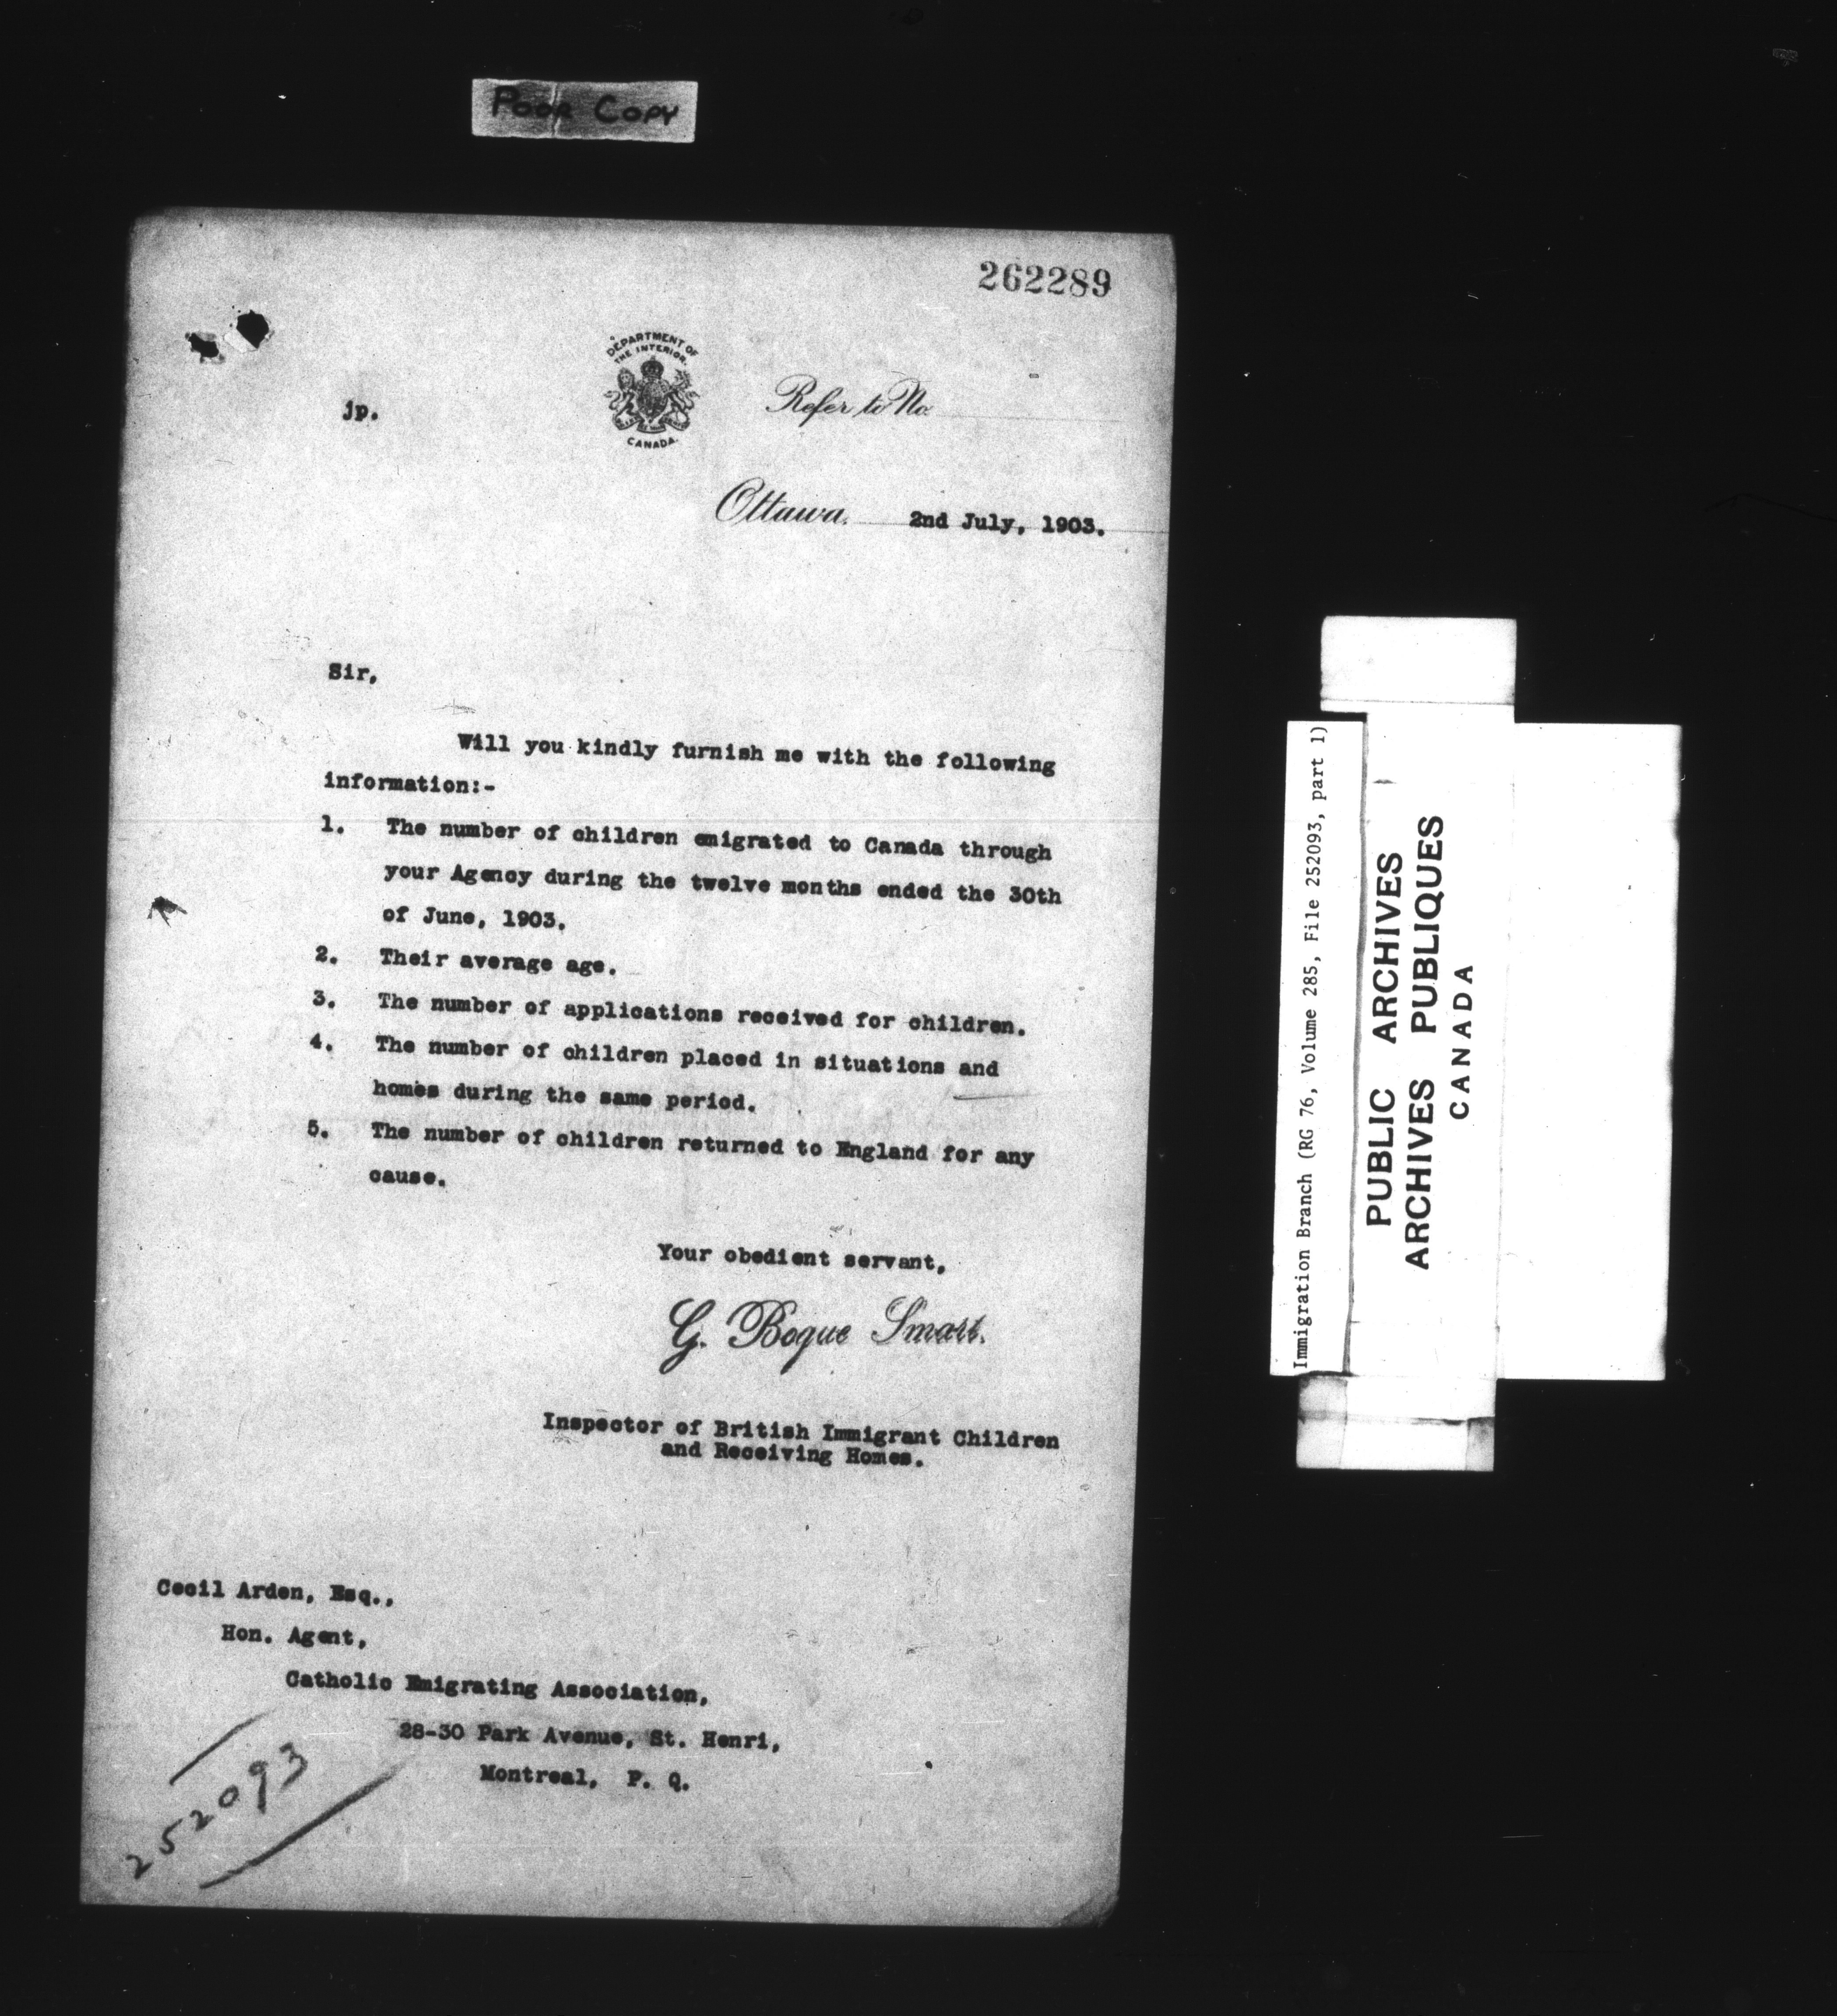 POOR COPY
262289
DEPARTMENT OF
THE INTERIOR.
CANADA.
jp.
Refer to No.
Ottawa. 2nd July, 1903.
Sir,
Will you kindly furnish me with the following
information:-
1. The number of children emigrated to Canada through
your Agency during the twelve months ended the 30th
of June, 1903.
2. Their average age.
3. The number of applications received for children.
4. The number of children placed in situations and
homes during the same period.
5. The number of children returned to England for any
cause.
Your obedient servant,
G. Bogue Smart.
Inspector of British Immigrant Children
and Receiving Homes.
Cecil Arden, Esq.,
Hon. Agent,
Catholic Emigrating Association,
28-30 Park Avenue, St. Henri,
Montreal, P. Q.
252093
Immigration Branch (RG 76, Volume 285, File 252093, part 1)
PUBLIC ARCHIVES
ARCHIVES PUBLIQUES
CANADA